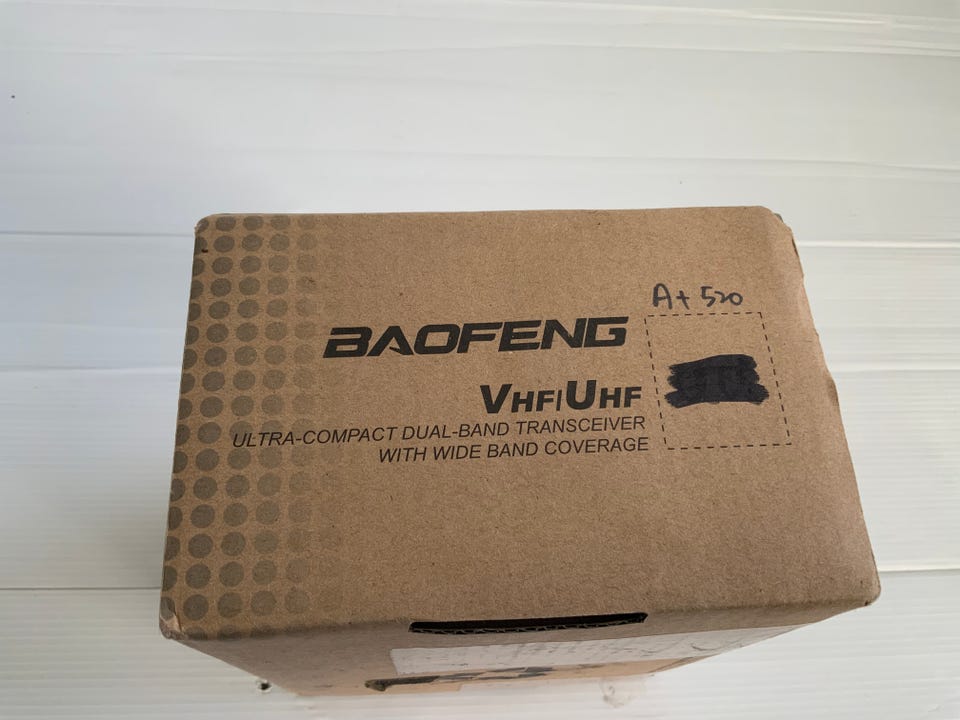 A+ 520
BAOFENG
VHF/UHF
ULTRA-COMPACT DUAL-BAND TRANSCEIVER
WITH WIDE BAND COVERAGE